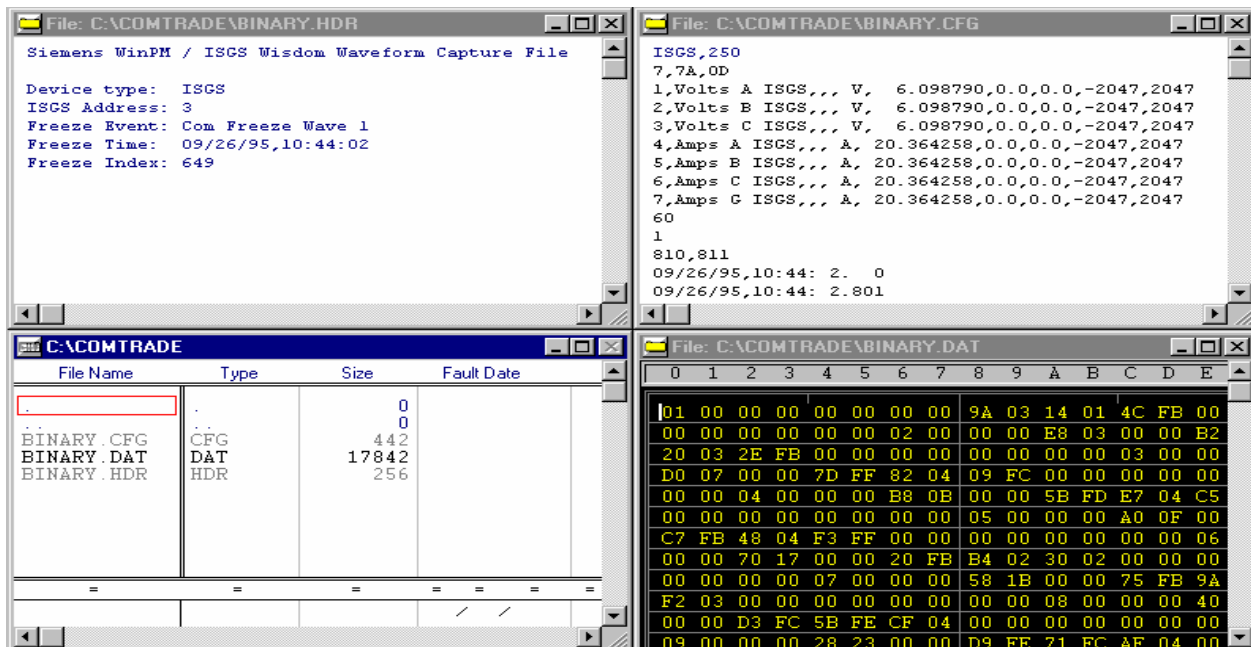 File: C:\COMTRADE\BINARY.HDR
Siemens WinPM / ISGS Wisdom Waveform Capture File
Device type: ISGS
ISGS Address: 3
Freeze Event: Com Freeze Wave 1
Freeze Time: 09/26/95,10:44:02
Freeze Index: 649
File: C:\COMTRADE\BINARY.CFG
ISGS,250
7,7A,0D
1,Volts A ISGS,,, V, 6.098790,0.0,0.0,-2047,2047
2,Volts B ISGS,,, V, 6.098790,0.0,0.0,-2047,2047
3,Volts C ISGS,,, V, 6.098790,0.0,0.0,-2047,2047
4,Amps A ISGS,,, A, 20.364258,0.0,0.0,-2047,2047
5,Amps B ISGS,,, A, 20.364258,0.0,0.0,-2047,2047
6,Amps C ISGS,,, A, 20.364258,0.0,0.0,-2047,2047
7,Amps G ISGS,,, A, 20.364258,0.0,0.0,-2047,2047
60
1
810,811
09/26/95,10:44: 2. 0
09/26/95,10:44: 2.801
C:\COMTRADE
File Name Type Size Fault Date
. . 0
.. .. 0
BINARY.CFG CFG 442
BINARY.DAT DAT 17842
BINARY.HDR HDR 256
= = = = = = =
/ /
File: C:\COMTRADE\BINARY.DAT
0 1 2 3 4 5 6 7 8 9 A B C D E
01 00 00 00 00 00 00 00 9A 03 14 01 4C FB 00
00 00 00 00 00 00 02 00 00 00 E8 03 00 00 B2
20 03 2E FB 00 00 00 00 00 00 00 00 03 00 00
D0 07 00 00 7D FF 82 04 09 FC 00 00 00 00 00
00 00 04 00 00 00 B8 0B 00 00 5B FD E7 04 C5
00 00 00 00 00 00 00 00 05 00 00 00 A0 0F 00
C7 FB 48 04 F3 FF 00 00 00 00 00 00 00 00 06
00 00 70 17 00 00 20 FB B4 02 30 02 00 00 00
00 00 00 00 07 00 00 00 58 1B 00 00 75 FB 9A
F2 03 00 00 00 00 00 00 00 00 08 00 00 00 40
00 00 D3 FC 5B FE CF 04 00 00 00 00 00 00 00
09 00 00 00 28 23 00 00 D9 FE 71 FC AF 04 00